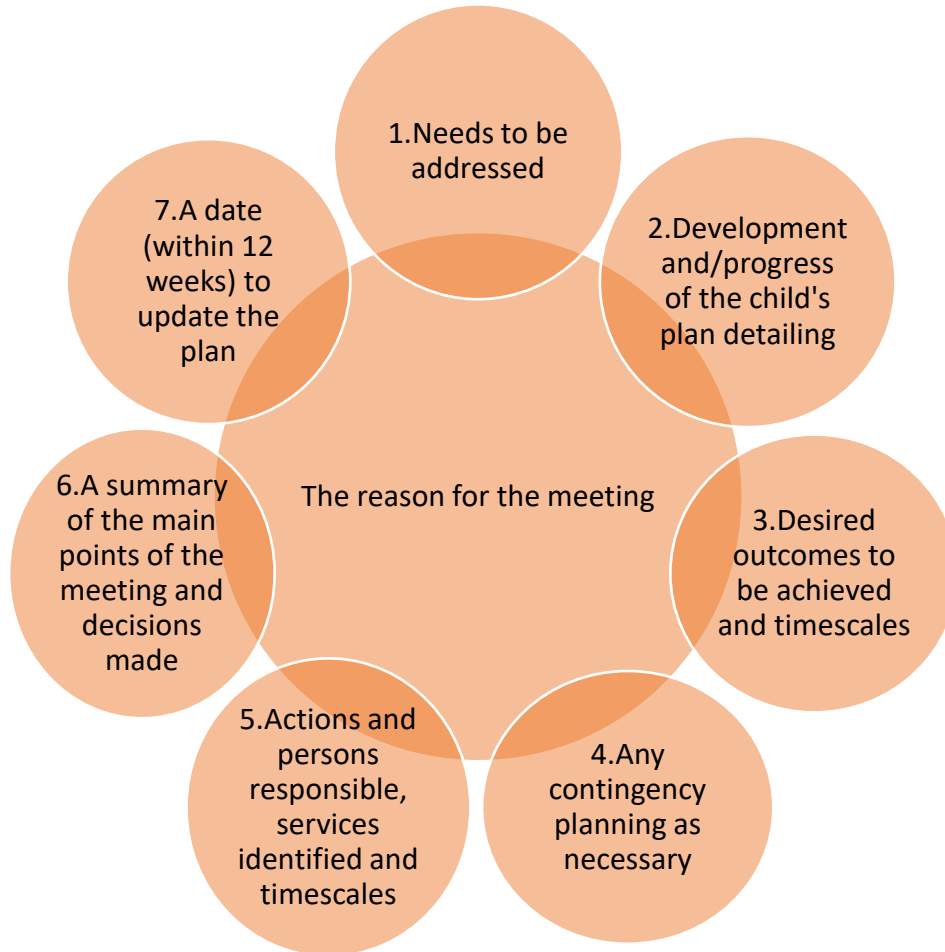 1.Needs to be
addressed
2.Development
and/progress
of the child's
plan detailing
3.Desired
outcomes to
be achieved
and timescales
4.Any
contingency
planning as
necessary
5.Actions and
persons
responsible,
services
identified and
timescales
6.A summary
of the main
points of the
meeting and
decisions
made
7.A date
(within 12
weeks) to
update the
plan
The reason for the meeting